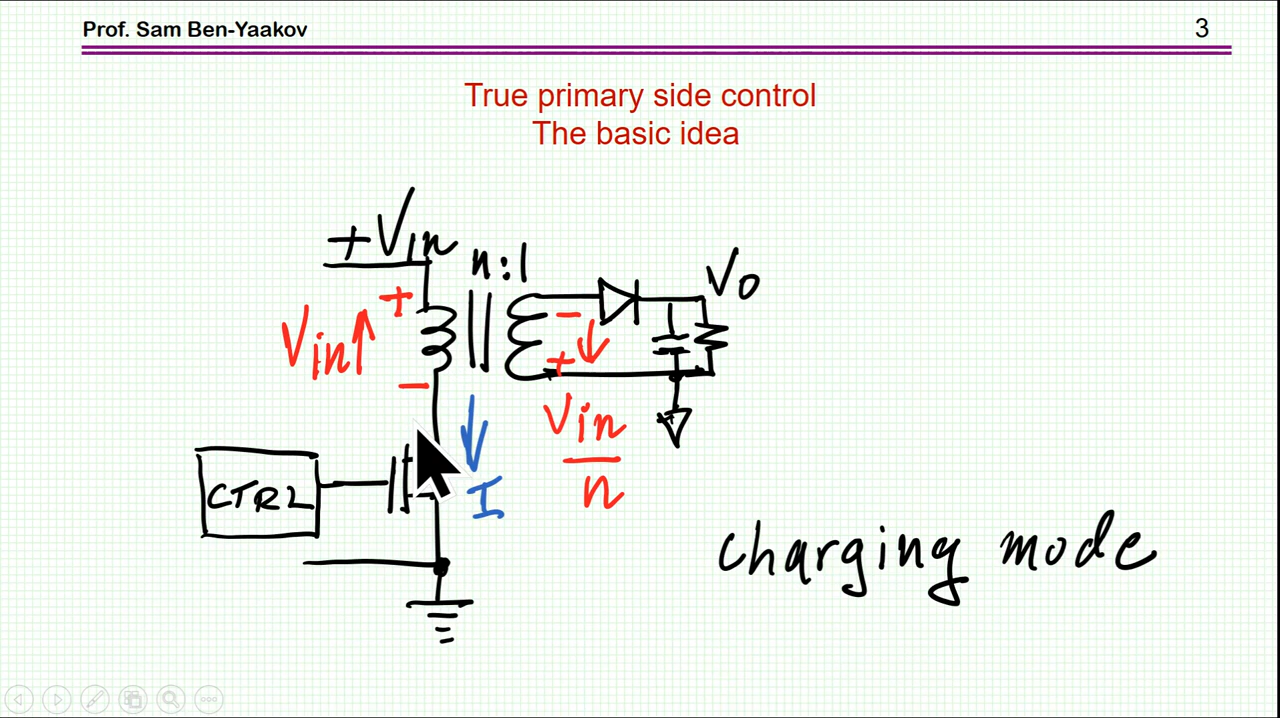 Prof. Sam Ben-Yaakov
3
True primary side control
The basic idea
+Vin
n:1
Vo
Vin
+
-
-
+
Vin
n
I
CTRL
charging mode